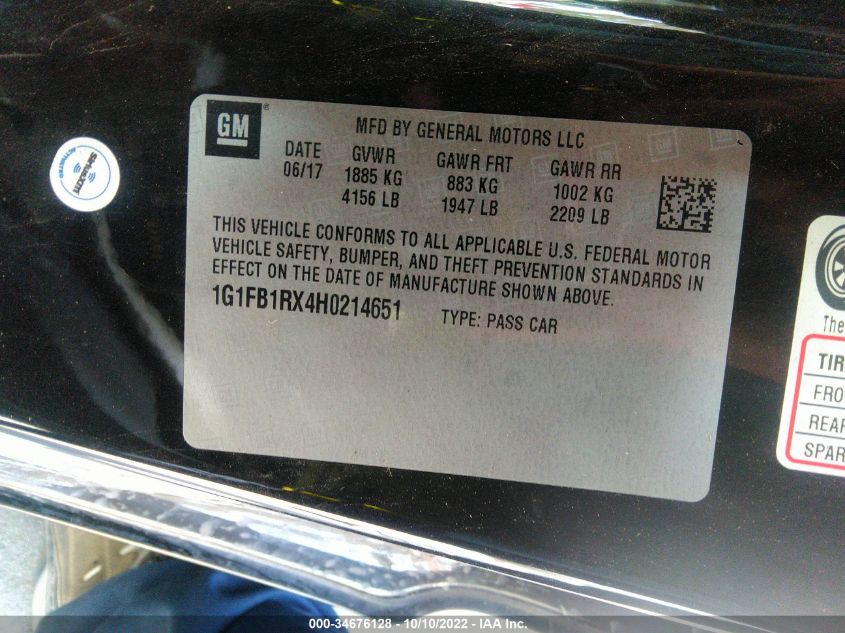 GM
MFD BY GENERAL MOTORS LLC
DATE GVWR GAWR FRT GAWR RR
06/17 1885 KG 883 KG 1002 KG
4156 LB 1947 LB 2209 LB
THIS VEHICLE CONFORMS TO ALL APPLICABLE U.S. FEDERAL MOTOR
VEHICLE SAFETY, BUMPER, AND THEFT PREVENTION STANDARDS IN
EFFECT ON THE DATE OF MANUFACTURE SHOWN ABOVE.
1G1FB1RX4H0214651 TYPE: PASS CAR
SiriusXM
ACTIVATED
The
TIR
FRO
REAR
SPAR
000-34676128 - 10/10/2022 - IAA Inc.